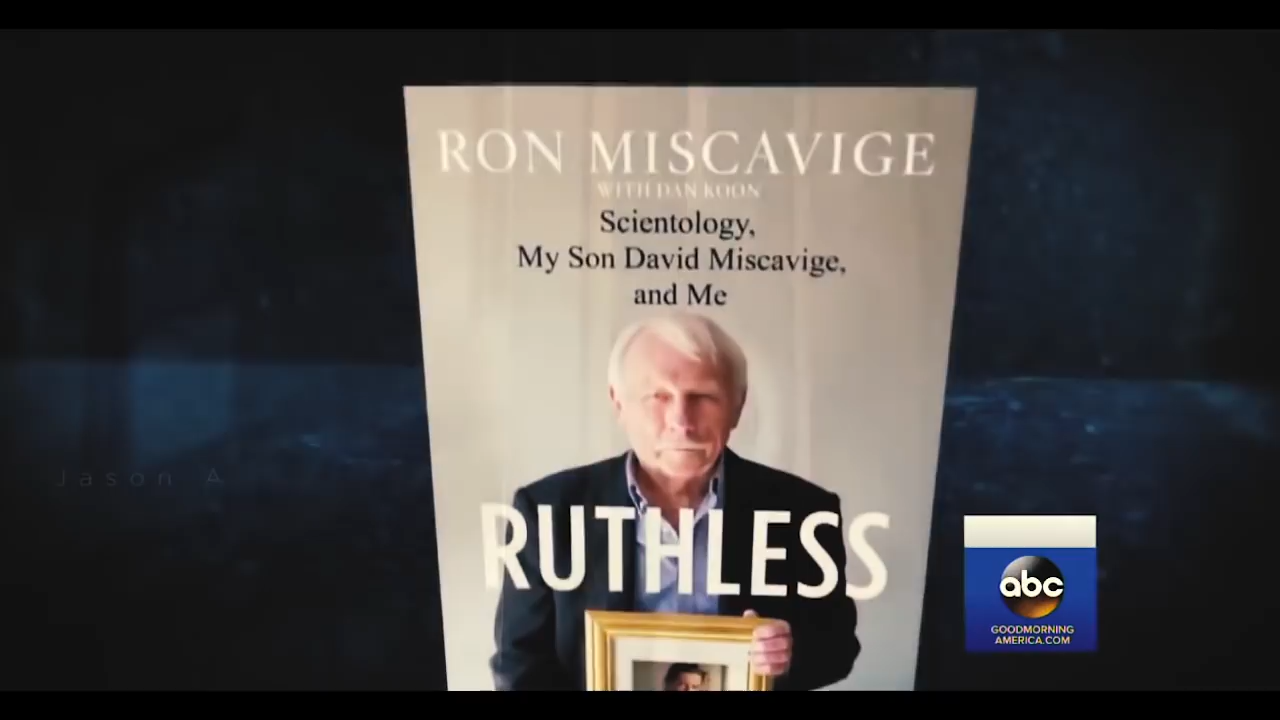 RON MISCAVIGE
WITH DAN KOON
Scientology,
My Son David Miscavige,
and Me
RUTHLESS
Jason A
abc
GOODMORNING
AMERICA.COM